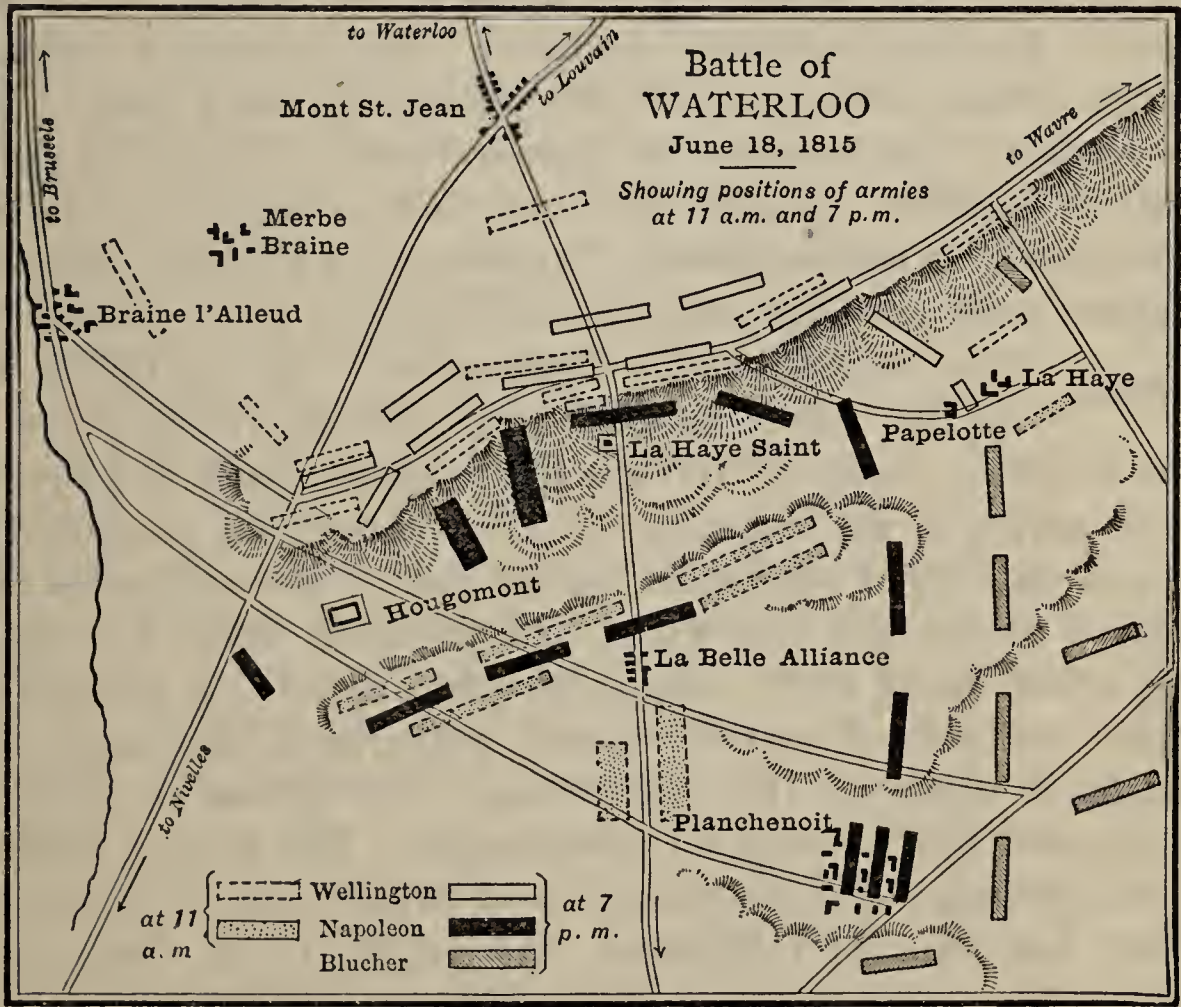 to Waterloo
to Louvain
Battle of
WATERLOO
June 18, 1815
Showing positions of armies
at 11 a.m. and 7 p.m.
Mont St. Jean
to Brussels
to Wavre
Merbe
Braine
Braine l'Alleud
La Haye
Papelotte
La Haye Saint
Hougomont
La Belle Alliance
to Nivelles
Planchenoit
at 11
a. m
Wellington
Napoleon
Blucher
at 7
p. m.